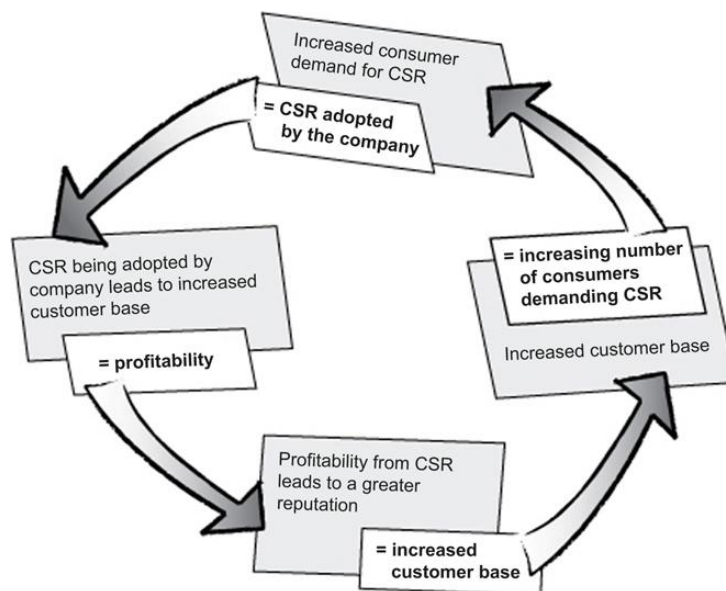 Increased consumer
demand for CSR
= CSR adopted
by the company
CSR being adopted by
company leads to increased
customer base
= profitability
Profitability from CSR
leads to a greater
reputation
= increased
customer base
= increasing number
of consumers
demanding CSR
Increased customer base